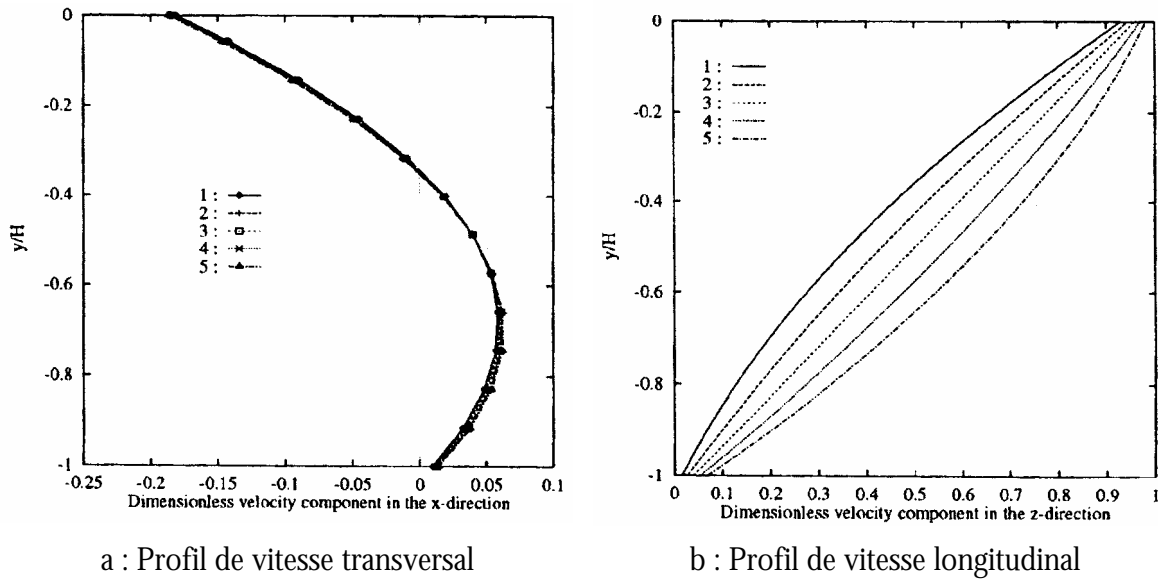 0
-0.2
-0.4
-0.6
-0.8
-1
y/H
1 :
2 :
3 :
4 :
5 :
-0.25 -0.2 -0.15 -0.1 -0.05 0 0.05 0.1
Dimensionless velocity component in the x-direction
a : Profil de vitesse transversal
0
-0.2
-0.4
-0.6
-0.8
-1
y/H
1 :
2 :
3 :
4 :
5 :
0 0.1 0.2 0.3 0.4 0.5 0.6 0.7 0.8 0.9 1
Dimensionless velocity component in the z-direction
b : Profil de vitesse longitudinal